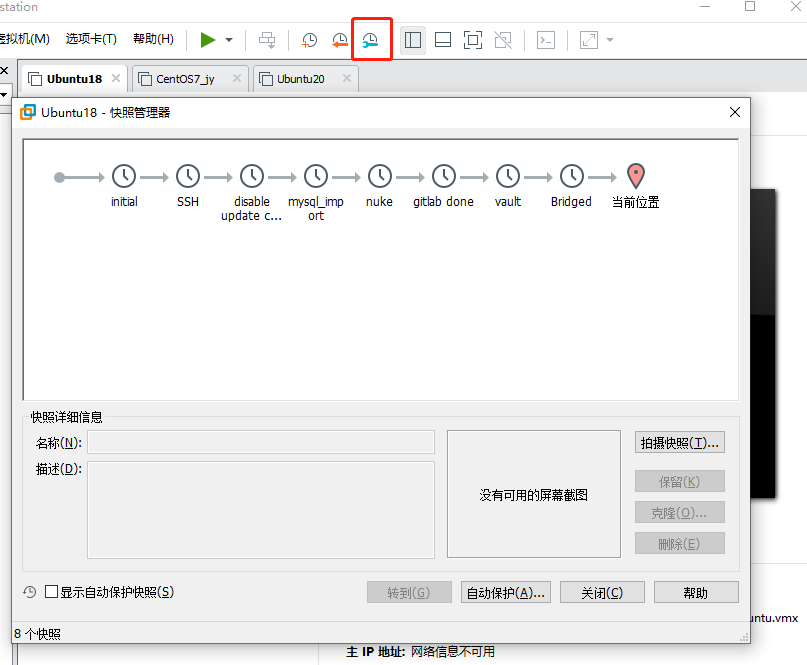 station
虚拟机(M) 选项卡(T) 帮助(H)
Ubuntu18 CentOS7_jy Ubuntu20
Ubuntu18 - 快照管理器
initial SSH disable update c... mysql_import nuke gitlab done vault Bridged 当前位置
快照详细信息
名称(N):
拍摄快照(T)...
描述(D):
没有可用的屏幕截图
保留(K)
克隆(O)...
删除(E)
显示自动保护快照(S)
转到(G) 自动保护(A)... 关闭(C) 帮助
untu.vmx
8 个快照
主 IP 地址: 网络信息不可用